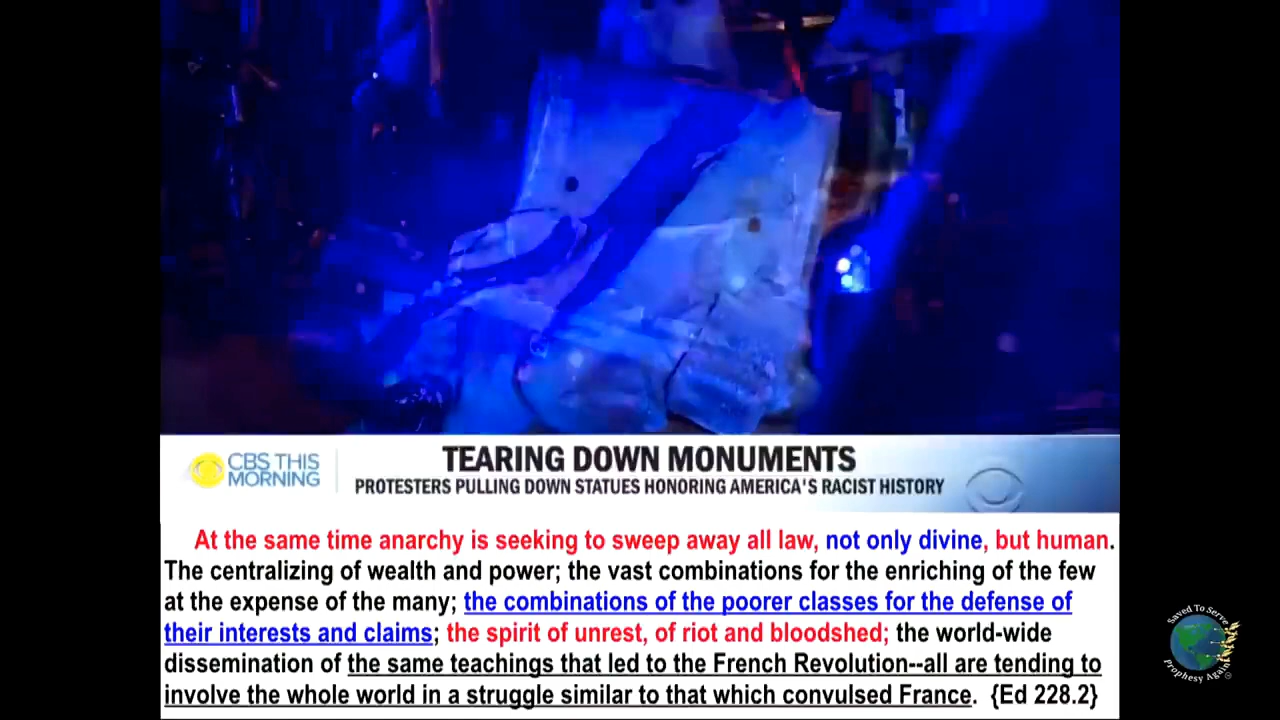 CBS THIS
MORNING
TEARING DOWN MONUMENTS
PROTESTERS PULLING DOWN STATUES HONORING AMERICA'S RACIST HISTORY
At the same time anarchy is seeking to sweep away all law, not only divine, but human.
The centralizing of wealth and power; the vast combinations for the enriching of the few
at the expense of the many; the combinations of the poorer classes for the defense of
their interests and claims; the spirit of unrest, of riot and bloodshed; the world-wide
dissemination of the same teachings that led to the French Revolution--all are tending to
involve the whole world in a struggle similar to that which convulsed France. {Ed 228.2}
Saved To Serve
Prophesy Again